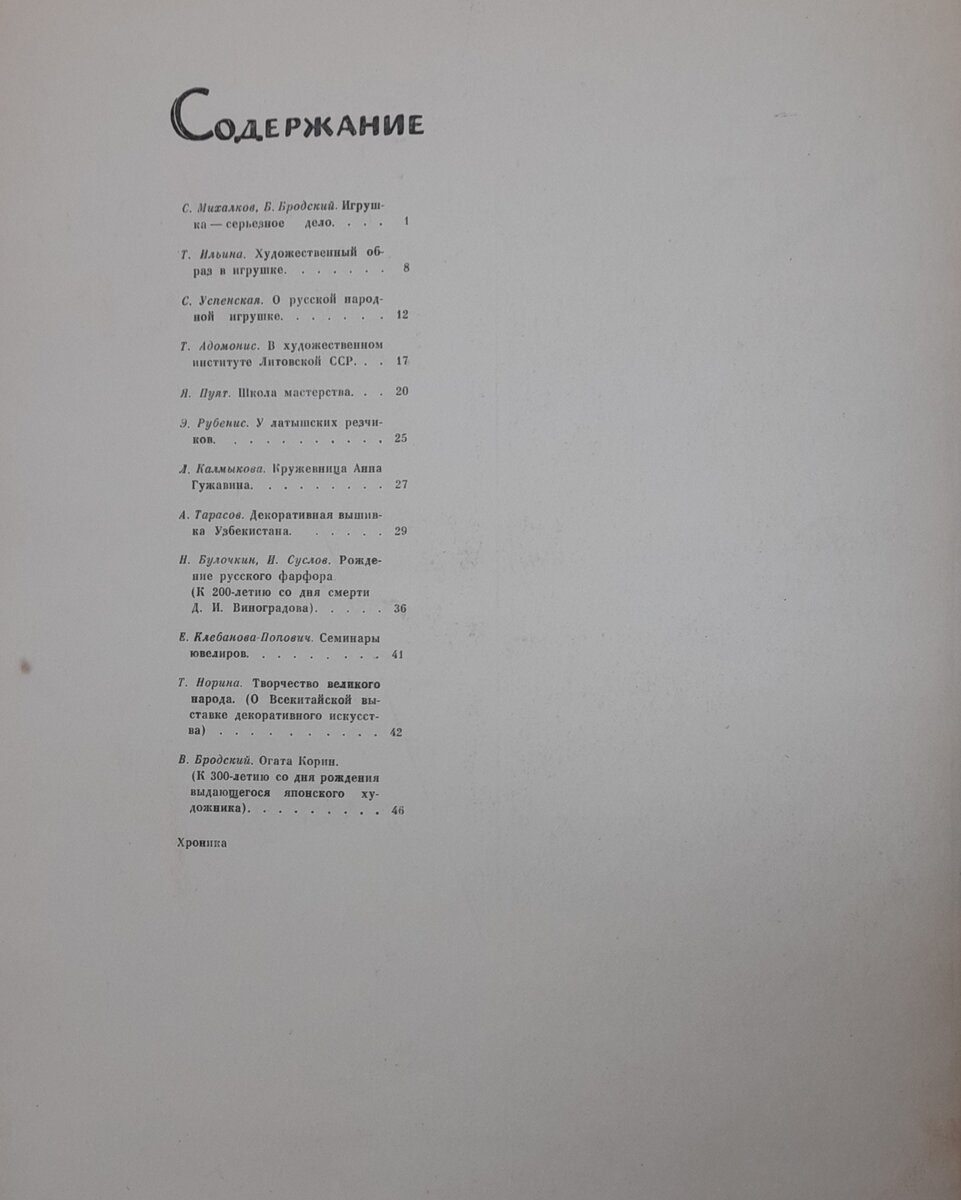 Содержание
С. Михалков, Б. Бродский. Игруш-
ка — серьезное дело. . . . 1
Т. Ильина. Художественный об-
раз в игрушке. . . . . . . 8
С. Успенская. О русской народ-
ной игрушке. . . . . . . 12
Т. Адомонис. В художественном
институте Литовской ССР. . . 17
Я. Пуят. Школа мастерства. . . 20
Э. Рубенис. У латышских резчи-
ков. . . . . . . . . . . 25
Л. Калмыкова. Кружевница Анна
Гужавина. . . . . . . . . 27
А. Тарасов. Декоративная вышив-
ка Узбекистана. . . . . . 29
Н. Булочкин, И. Суслов. Рожде-
ние русского фарфора
(К 200-летию со дня смерти
Д. И. Виноградова). . . . . 36
Е. Клебанова-Попович. Семинары
ювелиров. . . . . . . . . 41
Т. Норина. Творчество великого
народа. (О Всекитайской вы-
ставке декоративного искусст-
ва) . . . . . . . . . . 42
В. Бродский. Огата Корин.
(К 300-летию со дня рождения
выдающегося японского ху-
дожника). . . . . . . . . 46
Хроника